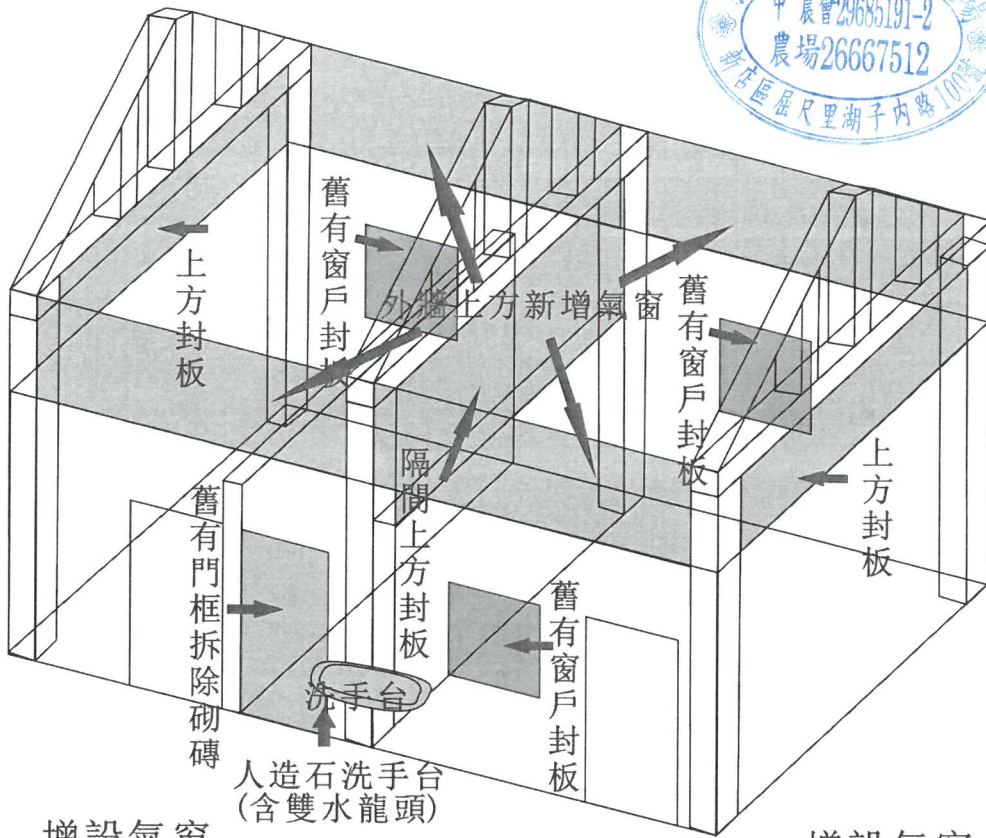 農會29685191-2
農場26667512
新店區屈尺里湖子內路100號
舊有窗戶封板
上方封板
外牆上方新增氣窗
舊有窗戶封板
隔間上方封板
上方封板
舊有門框拆除砌磚
舊有窗戶封板
洗手台
人造石洗手台
(含雙水龍頭)
增設氣窗
增設氣窗